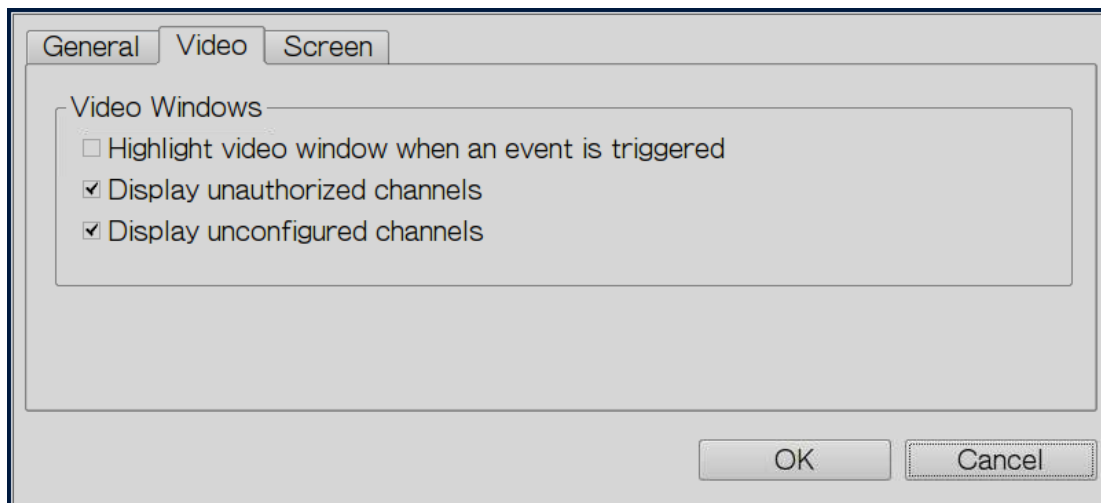 General Video Screen
Video Windows
Highlight video window when an event is triggered
Display unauthorized channels
Display unconfigured channels
OK Cancel